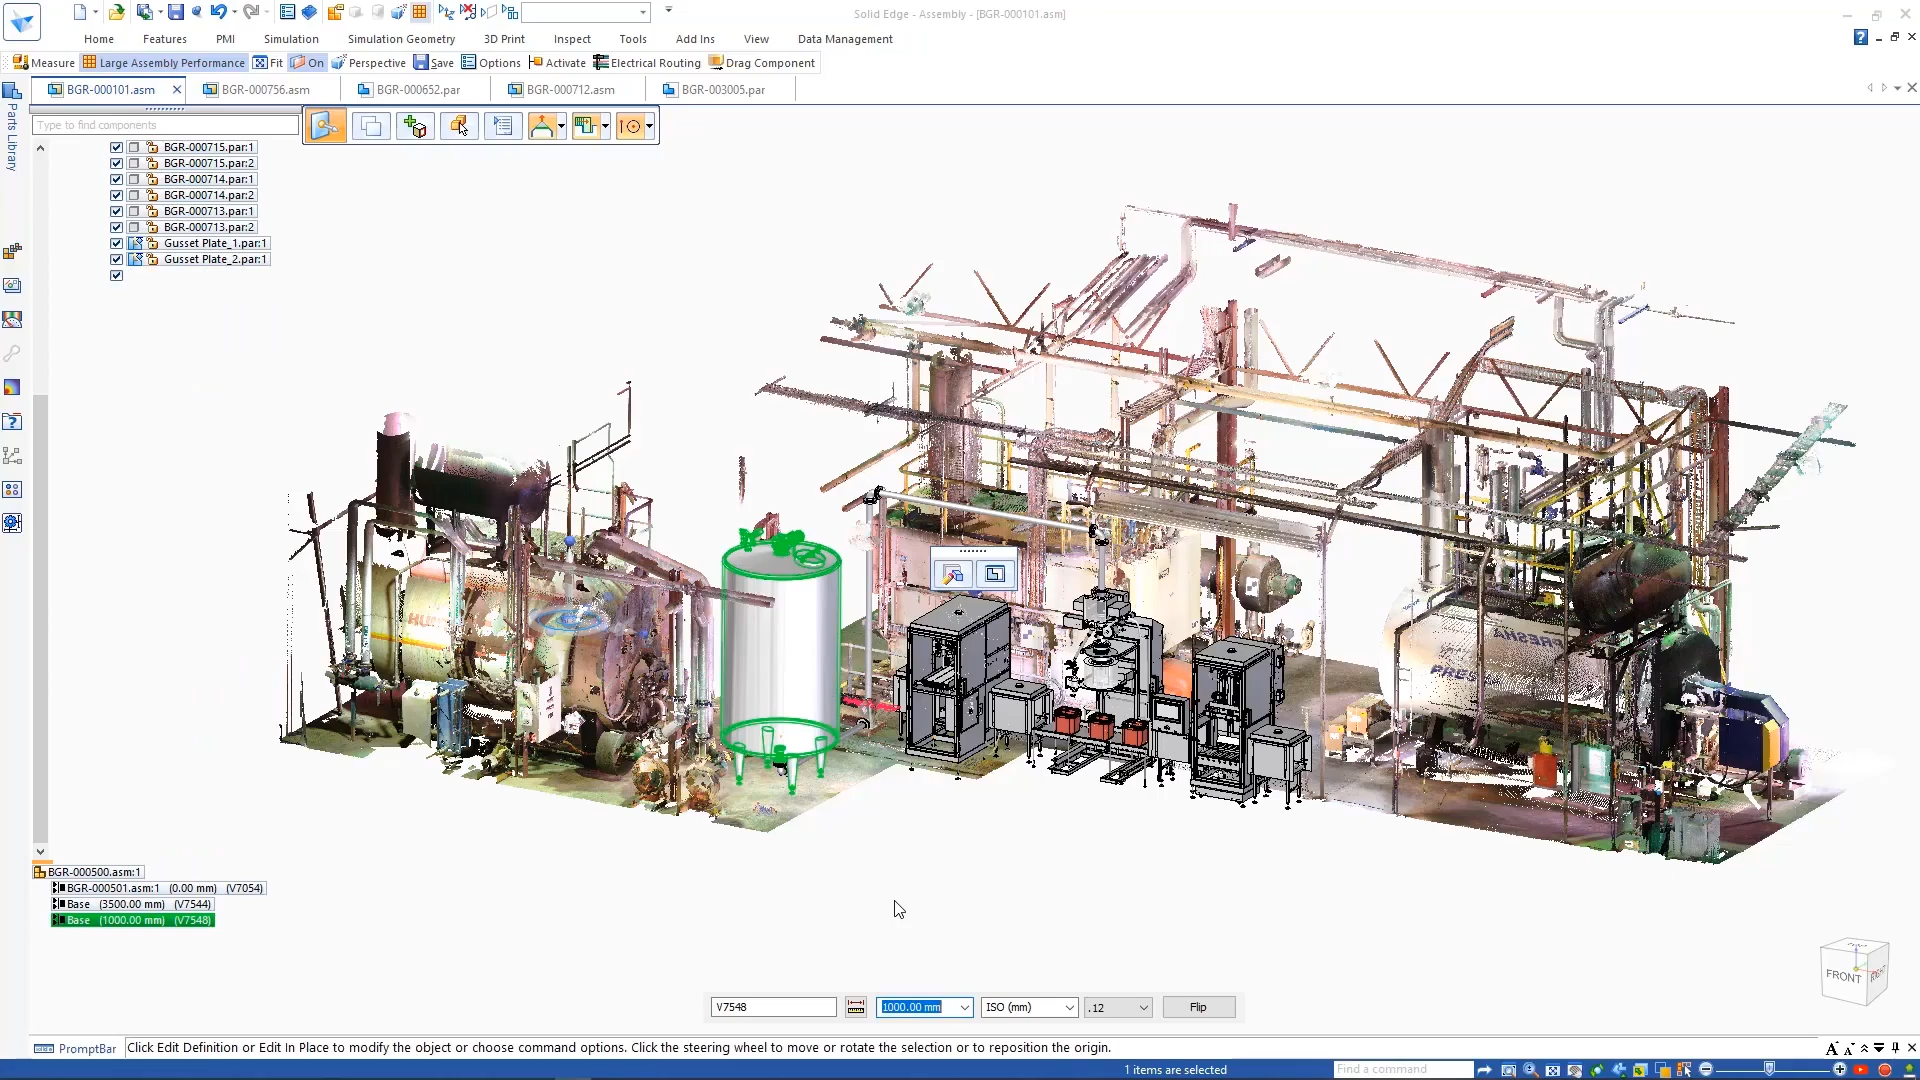 Solid Edge - Assembly - [BGR-000101.asm]
Home Features PMI Simulation Simulation Geometry 3D Print Inspect Tools Add Ins View Data Management
Measure Large Assembly Performance Fit On Perspective Save Options Activate Electrical Routing Drag Component
BGR-000101.asm BGR-000756.asm BGR-000652.par BGR-000712.asm BGR-003005.par
Parts Library
Type to find components
BGR-000715.par:1
BGR-000715.par:2
BGR-000714.par:1
BGR-000714.par:2
BGR-000713.par:1
BGR-000713.par:2
Gusset Plate_1.par:1
Gusset Plate_2.par:1
BGR-000500.asm:1
BGR-000501.asm:1 (0.00 mm) (V7054)
Base (3500.00 mm) (V7544)
Base (1000.00 mm) (V7548)
FRONT RIGHT
V7548 1000.00 mm ISO (mm) .12 Flip
PromptBar Click Edit Definition or Edit In Place to modify the object or choose command options. Click the steering wheel to move or rotate the selection or to reposition the origin.
1 items are selected Find a command